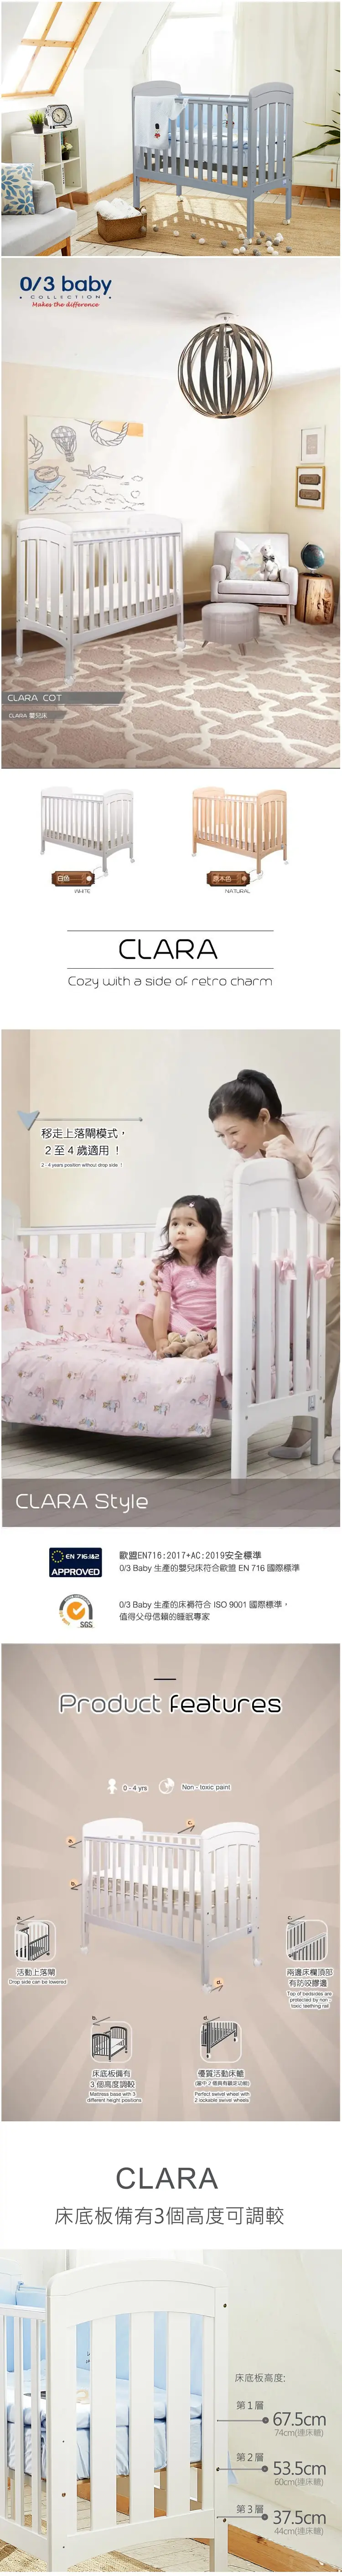 0/3 baby
COLLECTION
Makes the difference
CLARA COT
CLARA 嬰兒床
白色
WHITE
原木色
NATURAL
CLARA
Cozy with a side of retro charm
移走上落閘模式，
2 至 4 歲適用 ！
2 - 4 years position without drop side !
CLARA Style
EN 716:1&2
APPROVED
歐盟EN716:2017+AC:2019安全標準
0/3 Baby 生產的嬰兒床符合歐盟 EN 716 國際標準
SGS
0/3 Baby 生產的床褥符合 ISO 9001 國際標準，
值得父母信賴的睡眠專家
Product features
0 - 4 yrs
Non - toxic paint
a.
b.
c.
d.
a.
活動上落閘
Drop side can be lowered
c.
兩邊床欄頂部
有防咬膠邊
Top of bedsides are
protected by non -
toxic teething rail
b.
床底板備有
3 個高度調較
Mattress base with 3
different height positions
d.
優質活動床轆
(當中 2 個具有鎖定功能)
Perfect swivel wheel with
2 lockable swivel wheels
CLARA
床底板備有3個高度可調較
床底板高度:
第1層
67.5cm
74cm(連床轆)
第2層
53.5cm
60cm(連床轆)
第3層
37.5cm
44cm(連床轆)